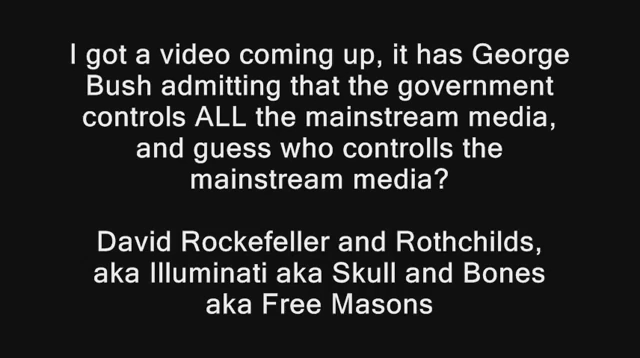 I got a video coming up, it has George
Bush admitting that the government
controls ALL the mainstream media,
and guess who controlls the
mainstream media?
David Rockefeller and Rothchilds,
aka Illuminati aka Skull and Bones
aka Free Masons